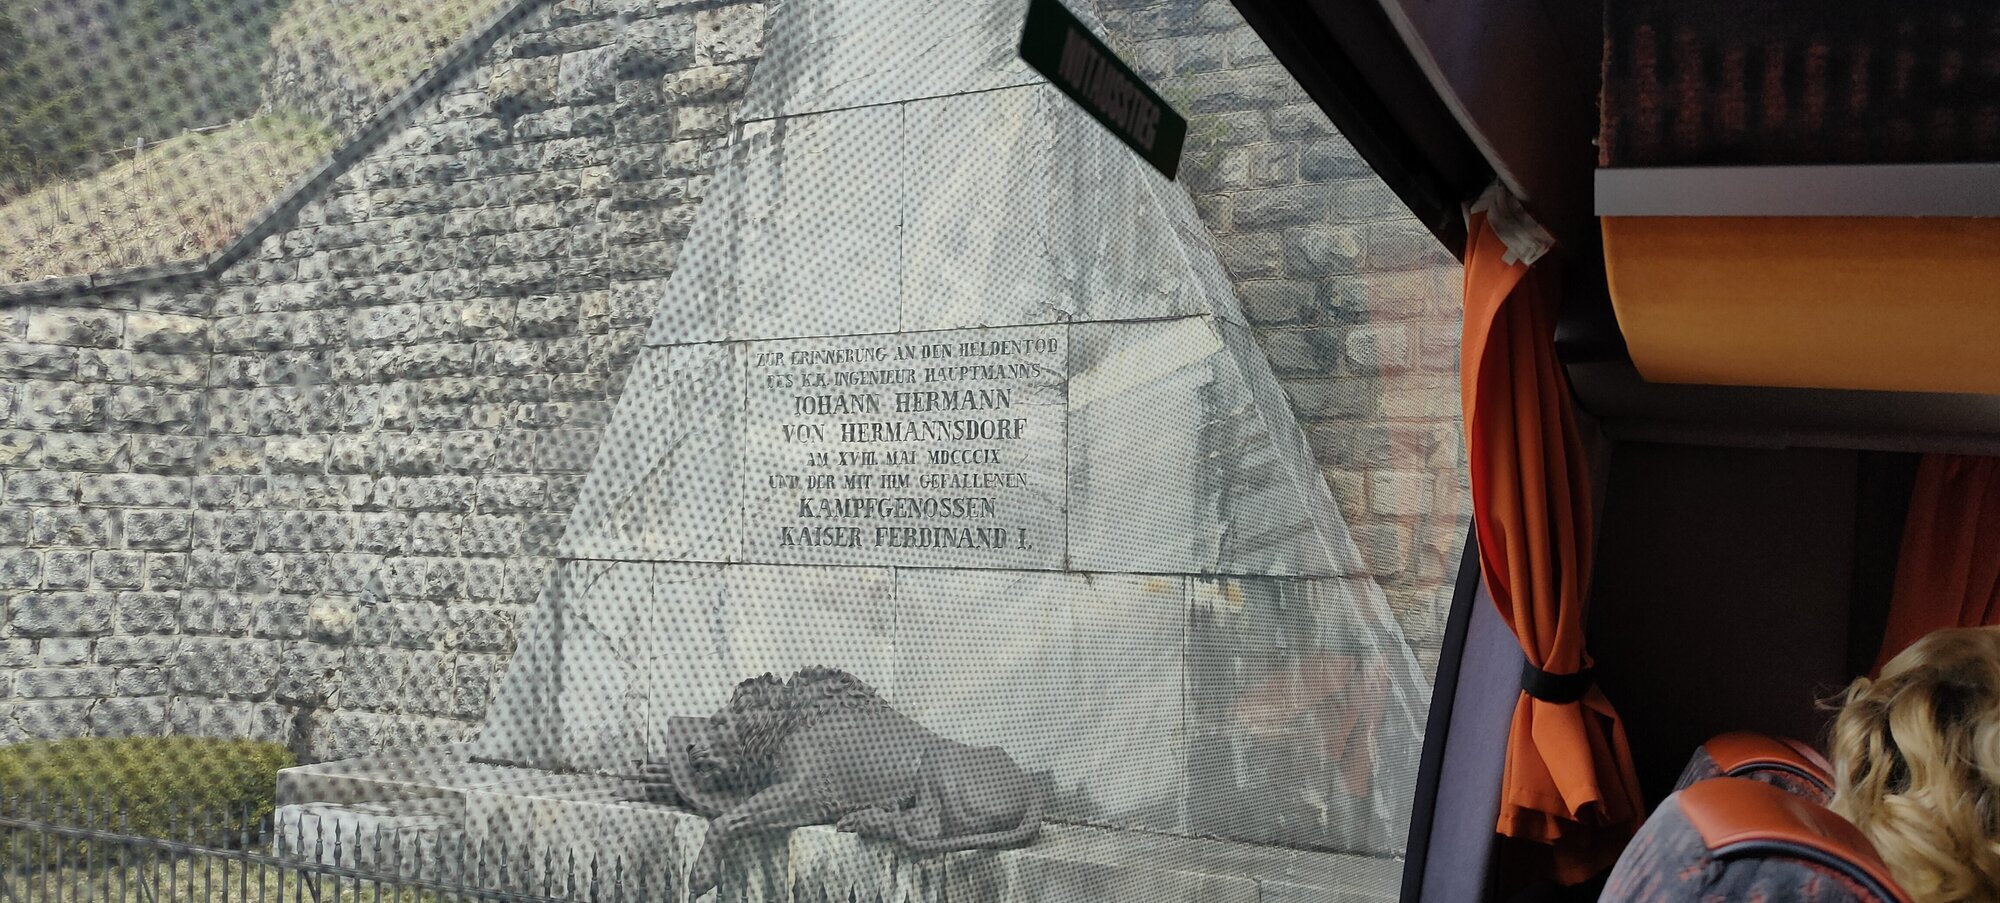 NOTAUSSTIEG
ZUR ERINNERUNG AN DEN HELDENTOD
DES K.K. INGENIEUR HAUPTMANNS
IOHANN HERMANN
VON HERMANNSDORF
AM XVIII. MAI MDCCCIX
UND DER MIT IHM GEFALLENEN
KAMPFGENOSSEN
KAISER FERDINAND I.